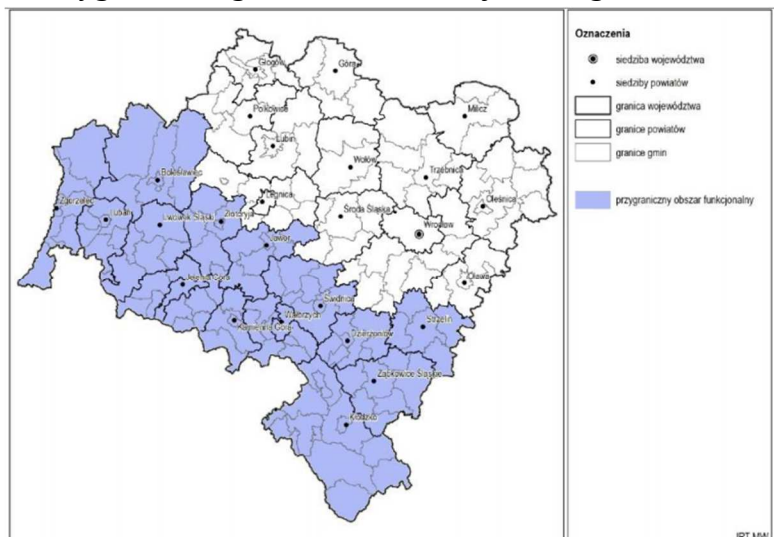 Oznaczenia
siedziba województwa
siedziby powiatów
granica województwa
granice powiatów
granice gmin
przygraniczny obszar funkcjonalny
Głogów
Góra
Polkowice
Milicz
Lubin
Wołów
Trzebnica
Bolesławiec
Legnica
Oleśnica
Zgorzelec
Lubań
Lwówek Śląski
Złotoryja
Środa Śląska
Wrocław
Jawor
Jelenia Góra
Oława
Świdnica
Kamienna Góra
Wałbrzych
Strzelin
Dzierżoniów
Ząbkowice Śląskie
Kłodzko